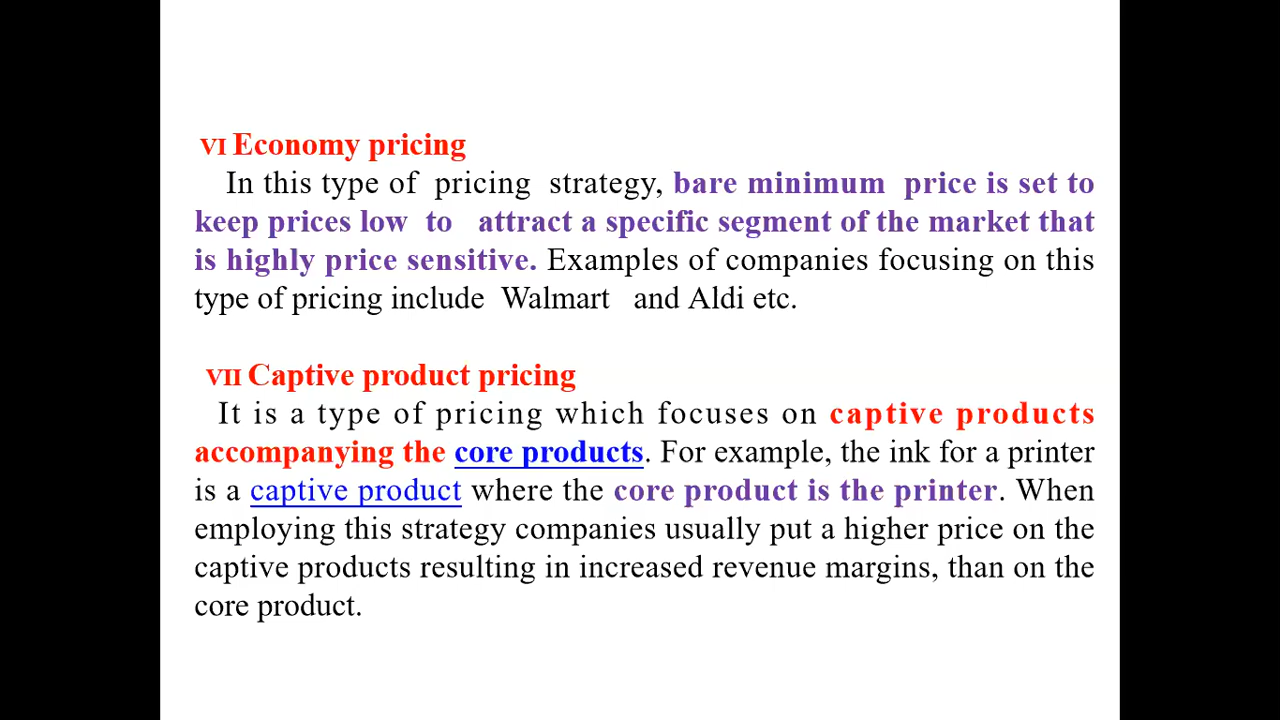 VI Economy pricing
In this type of pricing strategy, bare minimum price is set to
keep prices low to attract a specific segment of the market that
is highly price sensitive. Examples of companies focusing on this
type of pricing include Walmart and Aldi etc.
VII Captive product pricing
It is a type of pricing which focuses on captive products
accompanying the core products. For example, the ink for a printer
is a captive product where the core product is the printer. When
employing this strategy companies usually put a higher price on the
captive products resulting in increased revenue margins, than on the
core product.